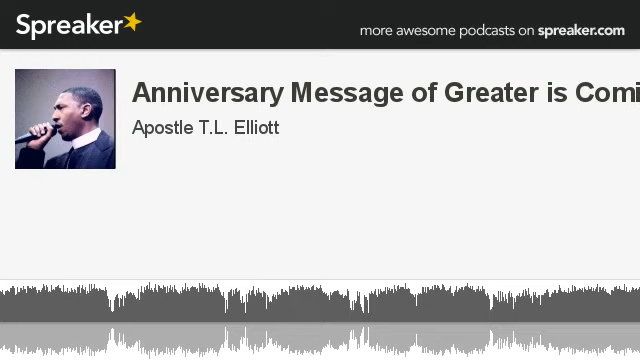 Spreaker
more awesome podcasts on spreaker.com
Anniversary Message of Greater is Comi
Apostle T.L. Elliott